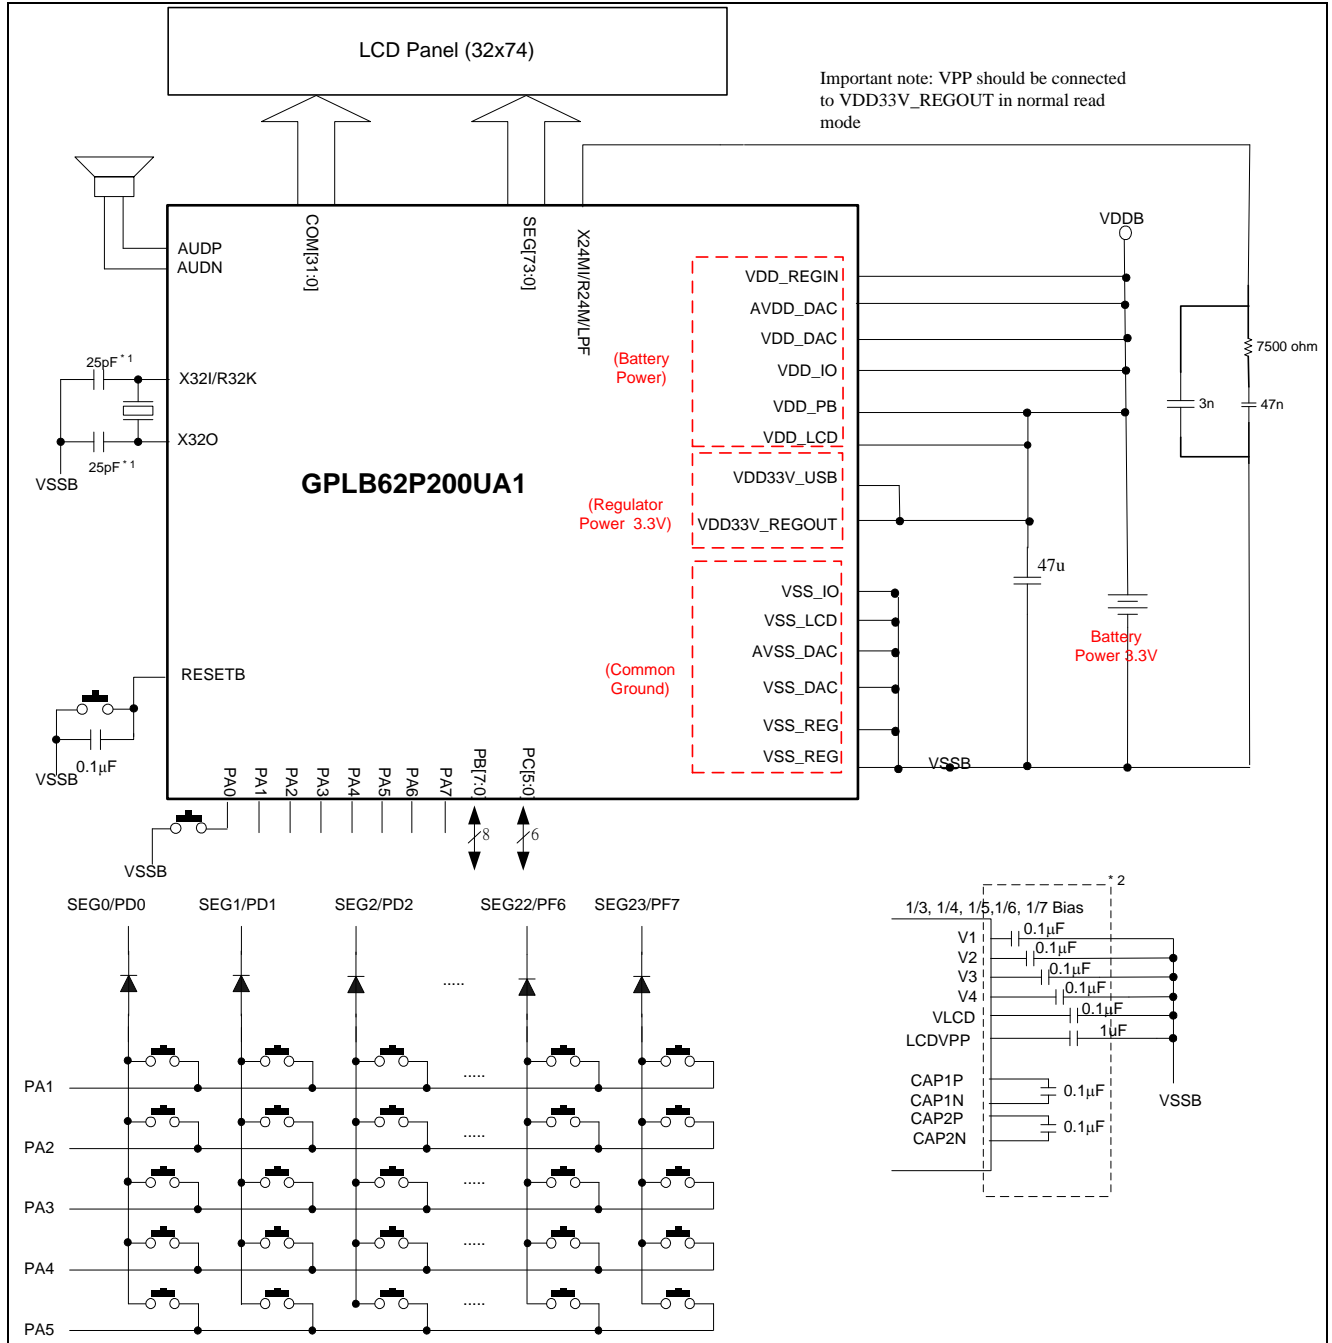 LCD Panel (32x74)
Important note: VPP should be connected
to VDD33V_REGOUT in normal read
mode
AUDP
AUDN
COM[31:0]
SEG[73:0]
X24MI/R24M/LPF
VDDB
VDD_REGIN
AVDD_DAC
VDD_DAC
VDD_IO
VDD_PB
VDD_LCD
(Battery
Power)
7500 ohm
3n
47n
25pF*1
X32I/R32K
X32O
25pF*1
VSSB
GPLB62P200UA1
VDD33V_USB
VDD33V_REGOUT
(Regulator
Power 3.3V)
47u
VSS_IO
VSS_LCD
AVSS_DAC
VSS_DAC
VSS_REG
VSS_REG
(Common
Ground)
Battery
Power 3.3V
VSSB
RESETB
0.1μF
VSSB
PA0
PA1
PA2
PA3
PA4
PA5
PA6
PA7
PB[7:0]
PC[5:0]
8
6
VSSB
SEG0/PD0
SEG1/PD1
SEG2/PD2
SEG22/PF6
SEG23/PF7
.....
.....
PA1
.....
PA2
.....
PA3
.....
PA4
.....
PA5
* 2
1/3, 1/4, 1/5,1/6, 1/7 Bias
V1
0.1μF
V2
0.1μF
V3
0.1μF
V4
0.1μF
VLCD
0.1μF
LCDVPP
1uF
CAP1P
CAP1N
0.1μF
CAP2P
CAP2N
0.1μF
VSSB